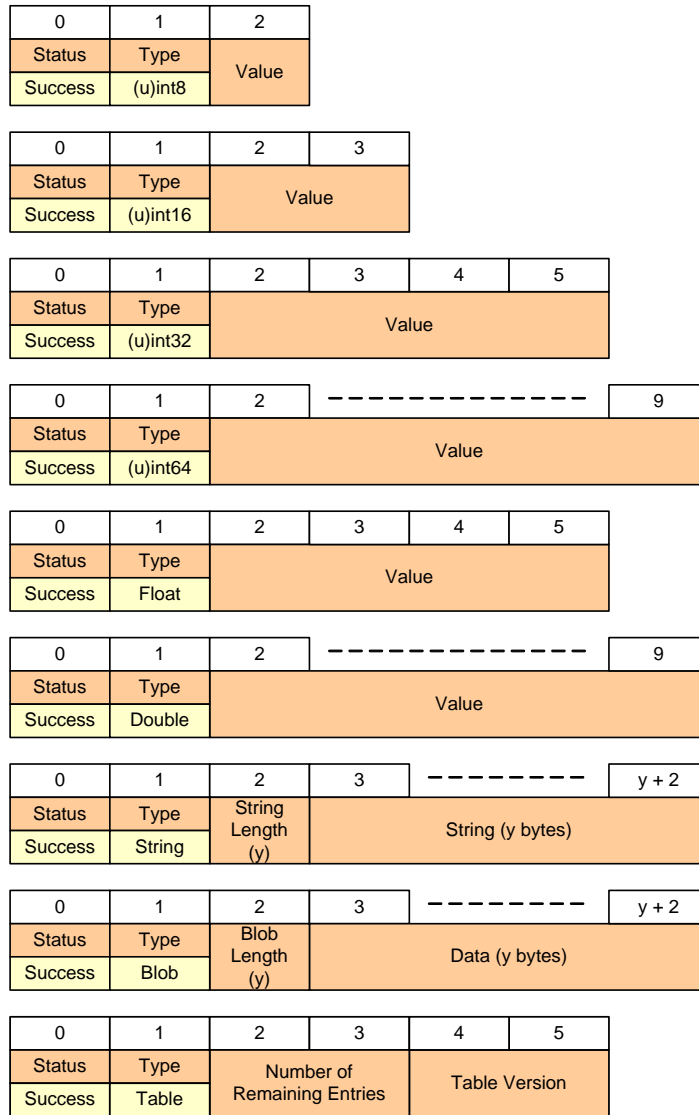 0 1 2
Status Type Value
Success (u)int8
0 1 2 3
Status Type Value
Success (u)int16
0 1 2 3 4 5
Status Type Value
Success (u)int32
0 1 2 9
Status Type Value
Success (u)int64
0 1 2 3 4 5
Status Type Value
Success Float
0 1 2 9
Status Type Value
Success Double
0 1 2 3 y + 2
Status Type String
Length
(y) String (y bytes)
Success String
0 1 2 3 y + 2
Status Type Blob
Length
(y) Data (y bytes)
Success Blob
0 1 2 3 4 5
Status Type Number of
Remaining Entries Table Version
Success Table